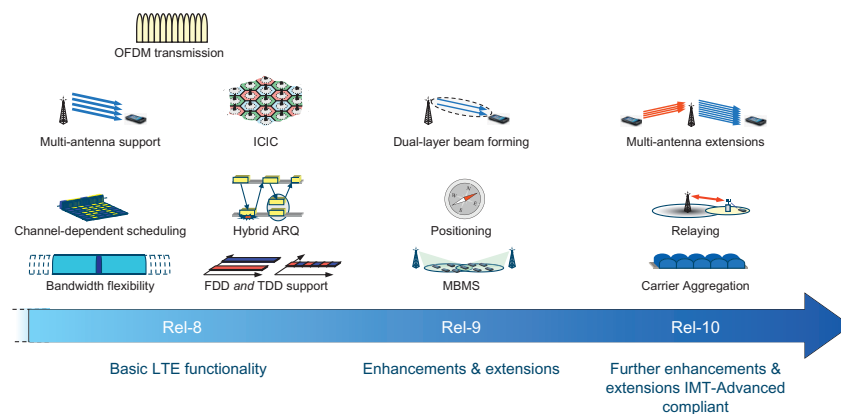 OFDM transmission
Multi-antenna support
ICIC
Dual-layer beam forming
Multi-antenna extensions
Channel-dependent scheduling
Hybrid ARQ
Positioning
Relaying
Bandwidth flexibility
FDD and TDD support
MBMS
Carrier Aggregation
Rel-8
Rel-9
Rel-10
Basic LTE functionality
Enhancements & extensions
Further enhancements &
extensions IMT-Advanced
compliant